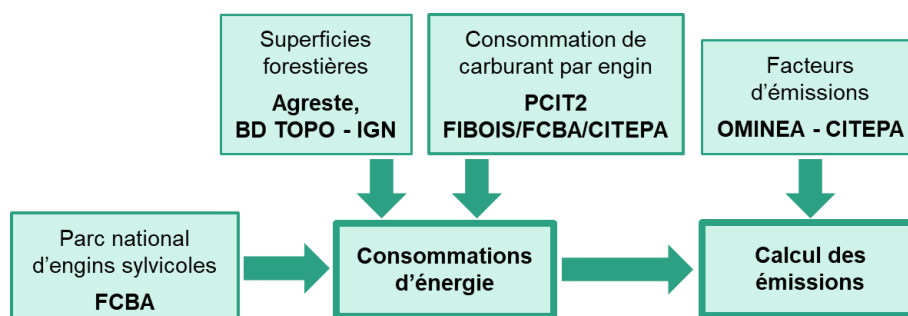 Superficies
forestières
Agreste,
BD TOPO - IGN
Consommation de
carburant par engin
PCIT2
FIBOIS/FCBA/CITEPA
Facteurs
d'émissions
OMINEA - CITEPA
Parc national
d'engins sylvicoles
FCBA
Consommations
d'énergie
Calcul des
émissions